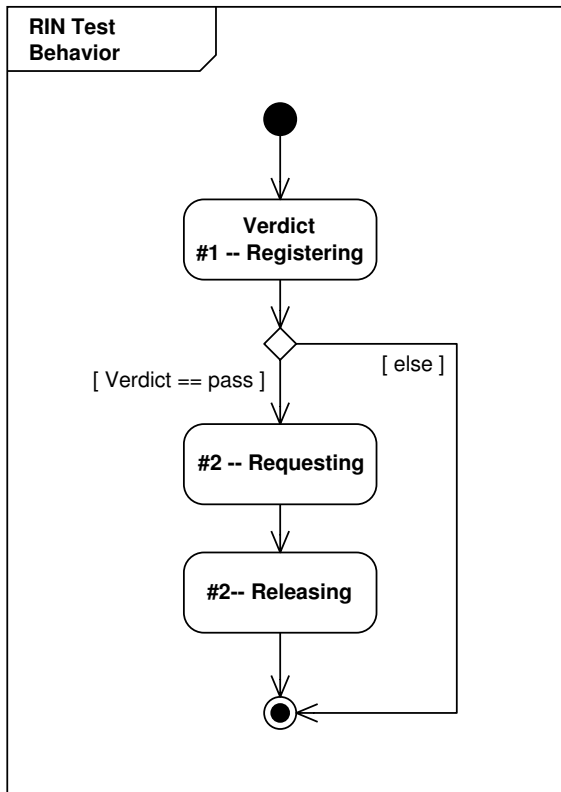 RIN Test
Behavior
Verdict
#1 -- Registering
[ else ]
[ Verdict == pass ]
#2 -- Requesting
#2-- Releasing